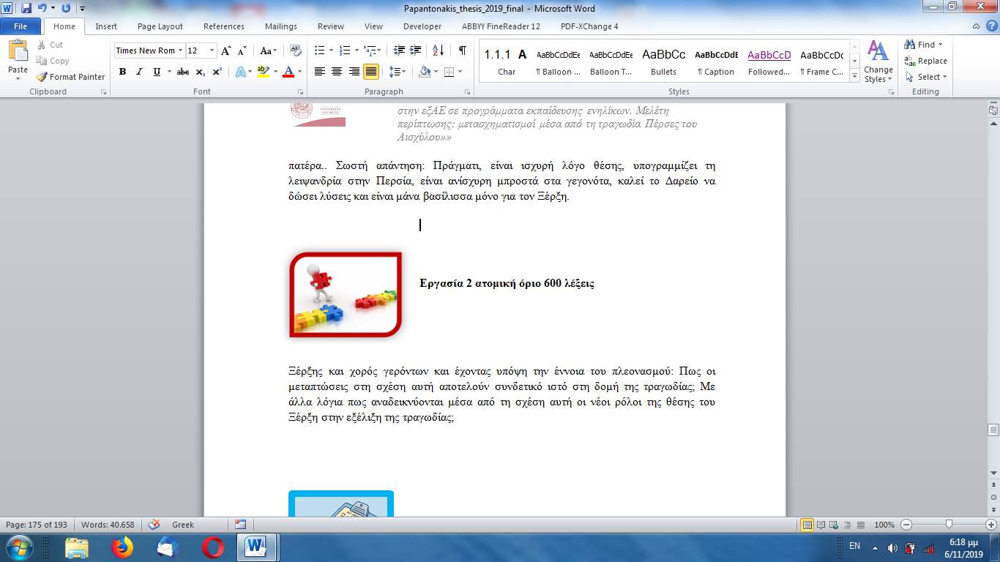 Papantonakis_thesis_2019_final - Microsoft Word
File Home Insert Page Layout References Mailings Review View Developer ABBYY FineReader 12 PDF-XChange 4
Paste
Cut
Copy
Format Painter
Clipboard
Times New Rom 12
Font
Paragraph
1.1.1 A AaBbCcDdEe AaBbCcDdEe AaBbCc AaBbCcDdE AaBbCcD AaBbCcDc
Char ¶ Balloon ... Balloon T... Bullets ¶ Caption Followed... ¶ Frame C...
Change Styles
Styles
Find
Replace
Select
Editing
UNIVERSITY
OF CRETE
στην εξΑΕ σε προγράμματα εκπαίδευσης ενηλίκων. Μελέτη
περίπτωσης: μετασχηματισμοί μέσα από τη τραγωδία Πέρσες του
Αισχύλου»»
πατέρα.. Σωστή απάντηση: Πράγματι, είναι ισχυρή λόγο θέσης, υπογραμμίζει τη
λειψανδρία στην Περσία, είναι ανίσχυρη μπροστά στα γεγονότα, καλεί το Δαρείο να
δώσει λύσεις και είναι μάνα βασίλισσα μόνο για τον Ξέρξη.
Εργασία 2 ατομική όριο 600 λέξεις
Ξέρξης και χορός γερόντων και έχοντας υπόψη την έννοια του πλεονασμού: Πως οι
μεταπτώσεις στη σχέση αυτή αποτελούν συνδετικό ιστό στη δομή της τραγωδίας; Με
άλλα λόγια πως αναδεικνύονται μέσα από τη σχέση αυτή οι νέοι ρόλοι της θέσης του
Ξέρξη στην εξέλιξη της τραγωδίας;
Page: 175 of 193 Words: 40.658 Greek 100%
EN 6:18 μμ
6/11/2019